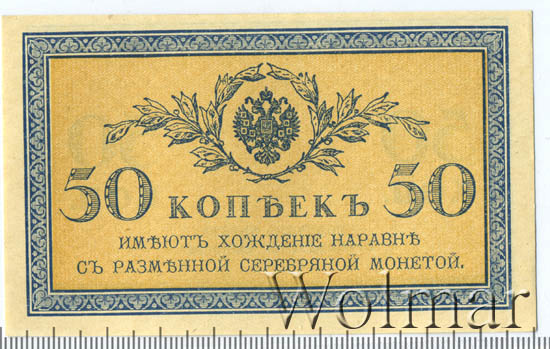 50 КОПѢЕКЪ 50
ИМѢЮТЪ ХОЖДЕНІЕ НАРАВНѢ
СЪ РАЗМѢННОЙ СЕРЕБРЯНОЙ МОНЕТОЙ.
Wolmar